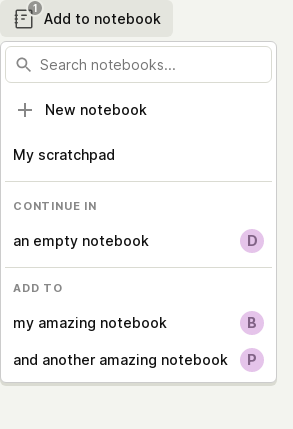 1
Add to notebook
Search notebooks...
New notebook
My scratchpad
CONTINUE IN
an empty notebook D
ADD TO
my amazing notebook B
and another amazing notebook P